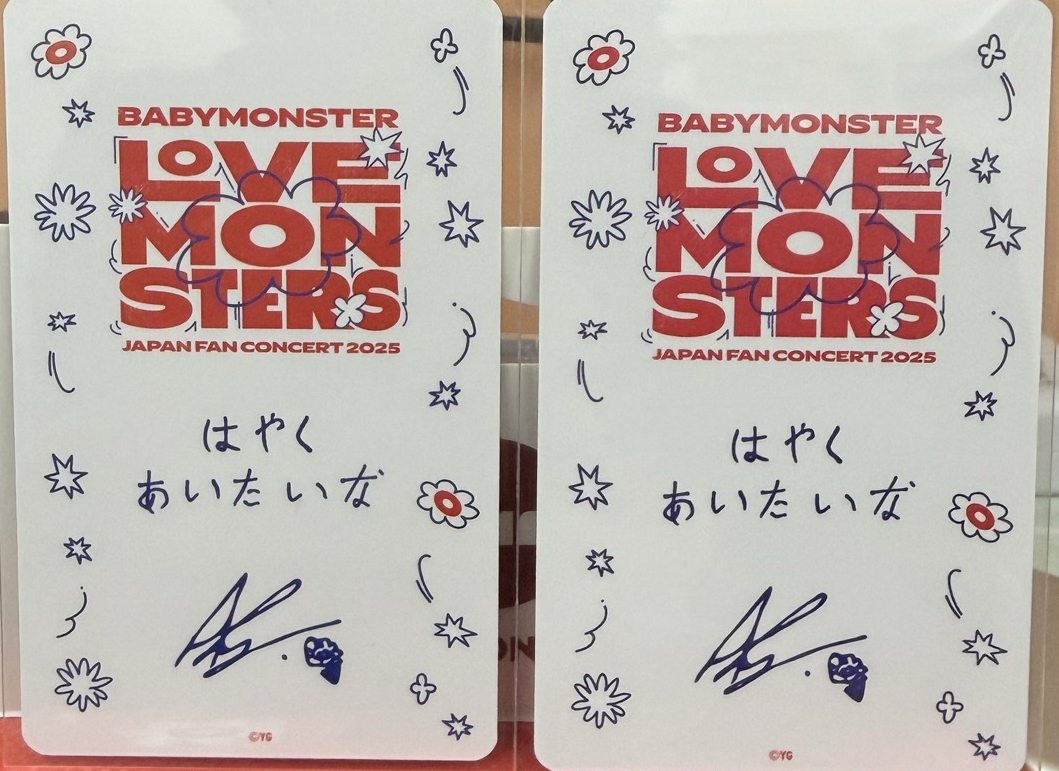 BABYMONSTER
LOVE
MON
STERS
JAPAN FAN CONCERT 2025
はやく
あいたいな
©YG
BABYMONSTER
LOVE
MON
STERS
JAPAN FAN CONCERT 2025
はやく
あいたいな
©YG